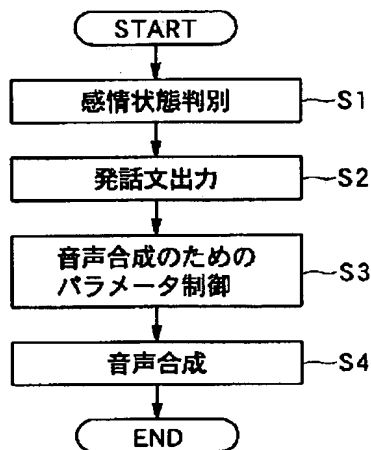 START
感情状態判別
S1
発話文出力
S2
音声合成のための
パラメータ制御
S3
音声合成
S4
END